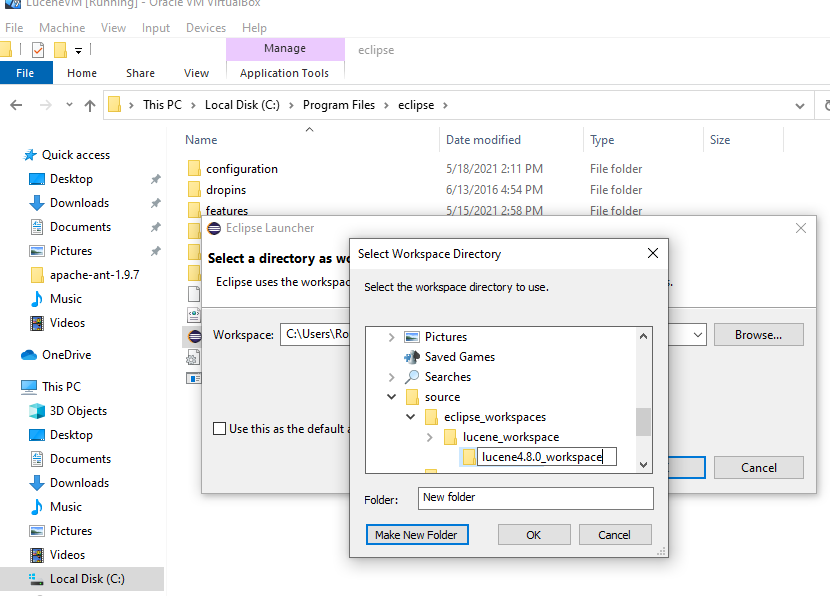 LuceneVM [Running] - Oracle VM VirtualBox
File Machine View Input Devices Help
Manage eclipse
File Home Share View Application Tools
This PC Local Disk (C:) Program Files eclipse
Name Date modified Type Size
Quick access
Desktop
Downloads
Documents
Pictures
apache-ant-1.9.7
Music
Videos
OneDrive
This PC
3D Objects
Desktop
Documents
Downloads
Music
Pictures
Videos
Local Disk (C:)
configuration 5/18/2021 2:11 PM File folder
dropins 6/13/2016 4:54 PM File folder
features 5/15/2021 2:58 PM File folder
Eclipse Launcher
Select a directory as
Eclipse uses the
Workspace: C:\Users\
Browse...
Use this as the default
Cancel
Select Workspace Directory
Select the workspace directory to use.
Pictures
Saved Games
Searches
source
eclipse_workspaces
lucene_workspace
lucene4.8.0_workspace
Folder: New folder
Make New Folder OK Cancel